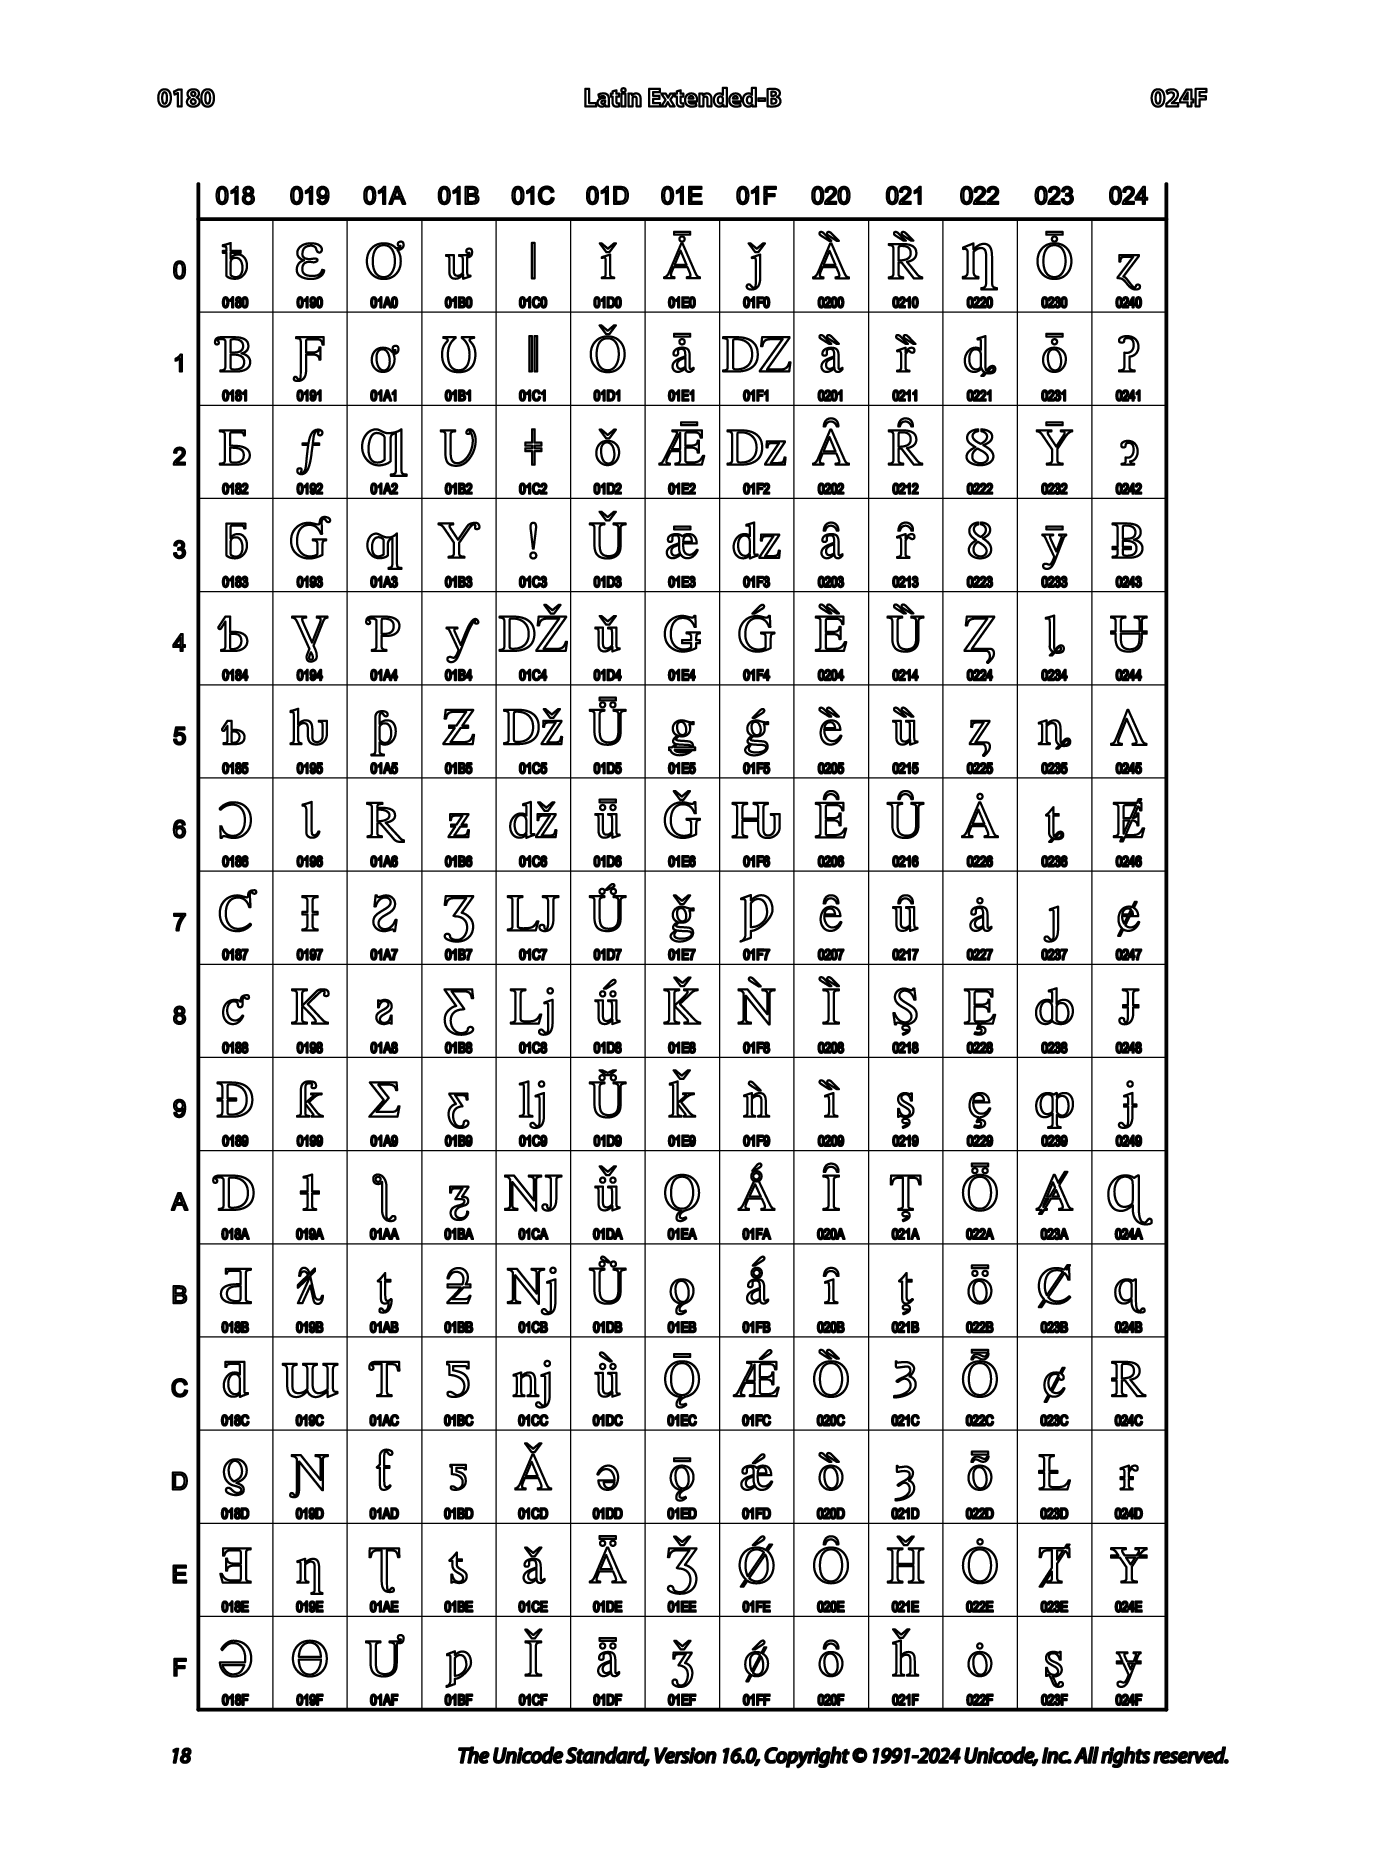 0180 Latin Extended-B 024F
018 019 01A 01B 01C 01D 01E 01F 020 021 022 023 024
0 ƀ Ɛ Ơ ư ǀ ǐ Ǡ ǰ Ȁ Ȑ Ƞ Ȱ ɀ
0180 0190 01A0 01B0 01C0 01D0 01E0 01F0 0200 0210 0220 0230 0240
1 Ɓ Ƒ ơ Ʊ ǁ Ǒ ǡ Ǳ ȁ ȑ ȡ ȱ Ɂ
0181 0191 01A1 01B1 01C1 01D1 01E1 01F1 0201 0211 0221 0231 0241
2 Ƃ ƒ Ƣ Ʋ ǂ ǒ Ǣ ǲ Ȃ Ȓ Ȣ Ȳ ɂ
0182 0192 01A2 01B2 01C2 01D2 01E2 01F2 0202 0212 0222 0232 0242
3 ƃ Ɠ ƣ Ƴ ǃ Ǔ ǣ ǳ ȃ ȓ ȣ ȳ Ƀ
0183 0193 01A3 01B3 01C3 01D3 01E3 01F3 0203 0213 0223 0233 0243
4 Ƅ Ɣ Ƥ ƴ Ǆ ǔ Ǥ Ǵ Ȅ Ȕ Ȥ ȴ Ʉ
0184 0194 01A4 01B4 01C4 01D4 01E4 01F4 0204 0214 0224 0234 0244
5 ƅ ƕ ƥ Ƶ ǅ Ǖ ǥ ǵ ȅ ȕ ȥ ȵ Ʌ
0185 0195 01A5 01B5 01C5 01D5 01E5 01F5 0205 0215 0225 0235 0245
6 Ɔ Ɩ Ʀ ƶ ǆ ǖ Ǧ Ƕ Ȇ Ȗ Ȧ ȶ Ɇ
0186 0196 01A6 01B6 01C6 01D6 01E6 01F6 0206 0216 0226 0236 0246
7 Ƈ Ɨ Ƨ Ʒ Ǉ Ǘ ǧ Ƿ ȇ ȗ ȧ ȷ ɇ
0187 0197 01A7 01B7 01C7 01D7 01E7 01F7 0207 0217 0227 0237 0247
8 ƈ Ƙ ƨ Ƹ ǈ ǘ Ǩ Ǹ Ȉ Ș Ȩ ȸ Ɉ
0188 0198 01A8 01B8 01C8 01D8 01E8 01F8 0208 0218 0228 0238 0248
9 Ɖ ƙ Ʃ ƹ ǉ Ǚ ǩ ǹ ȉ ș ȩ ȹ ɉ
0189 0199 01A9 01B9 01C9 01D9 01E9 01F9 0209 0219 0229 0239 0249
A Ɗ ƚ ƪ ƺ Ǌ ǚ Ǫ Ǻ Ȋ Ț Ȫ Ⱥ Ɋ
018A 019A 01AA 01BA 01CA 01DA 01EA 01FA 020A 021A 022A 023A 024A
B Ƌ ƛ ƫ ƻ ǋ Ǜ ǫ ǻ ȋ ț ȫ Ȼ ɋ
018B 019B 01AB 01BB 01CB 01DB 01EB 01FB 020B 021B 022B 023B 024B
C ƌ Ɯ Ƭ Ƽ ǌ ǜ Ǭ Ǽ Ȍ Ȝ Ȭ ȼ Ɍ
018C 019C 01AC 01BC 01CC 01DC 01EC 01FC 020C 021C 022C 023C 024C
D ƍ Ɲ ƭ ƽ Ǎ ǝ ǭ ǽ ȍ ȝ ȭ Ƚ ɍ
018D 019D 01AD 01BD 01CD 01DD 01ED 01FD 020D 021D 022D 023D 024D
E Ǝ ƞ Ʈ ƾ ǎ Ǟ Ǯ Ǿ Ȏ Ȟ Ȯ Ⱦ Ɏ
018E 019E 01AE 01BE 01CE 01DE 01EE 01FE 020E 021E 022E 023E 024E
F Ə Ɵ Ư ƿ Ǐ ǟ ǯ ǿ ȏ ȟ ȯ ȿ ɏ
018F 019F 01AF 01BF 01CF 01DF 01EF 01FF 020F 021F 022F 023F 024F
18 The Unicode Standard, Version 16.0, Copyright © 1991-2024 Unicode, Inc. All rights reserved.